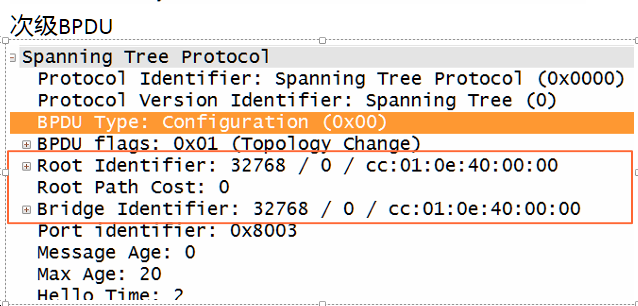 次级BPDU
Spanning Tree Protocol
Protocol Identifier: Spanning Tree Protocol (0x0000)
Protocol Version Identifier: Spanning Tree (0)
BPDU Type: Configuration (0x00)
BPDU flags: 0x01 (Topology Change)
Root Identifier: 32768 / 0 / cc:01:0e:40:00:00
Root Path Cost: 0
Bridge Identifier: 32768 / 0 / cc:01:0e:40:00:00
Port identifier: 0x8003
Message Age: 0
Max Age: 20
Hello Time: 2